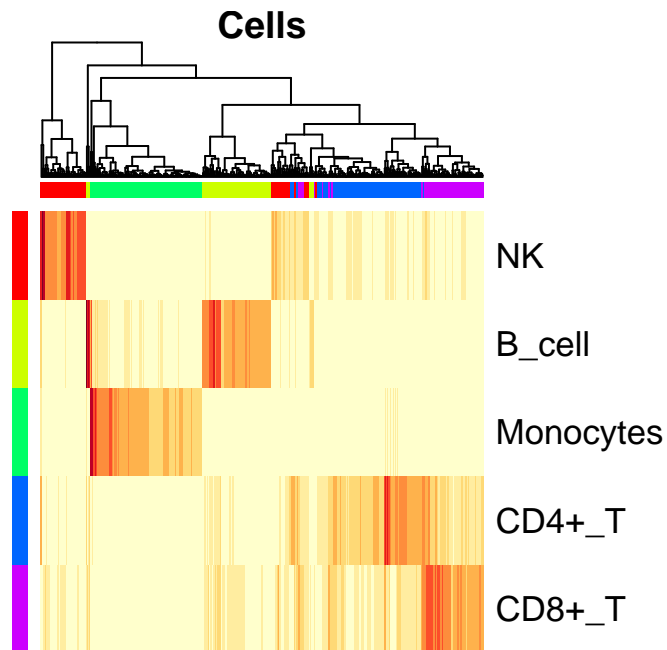 Cells
NK
B_cell
Monocytes
CD4+_T
CD8+_T